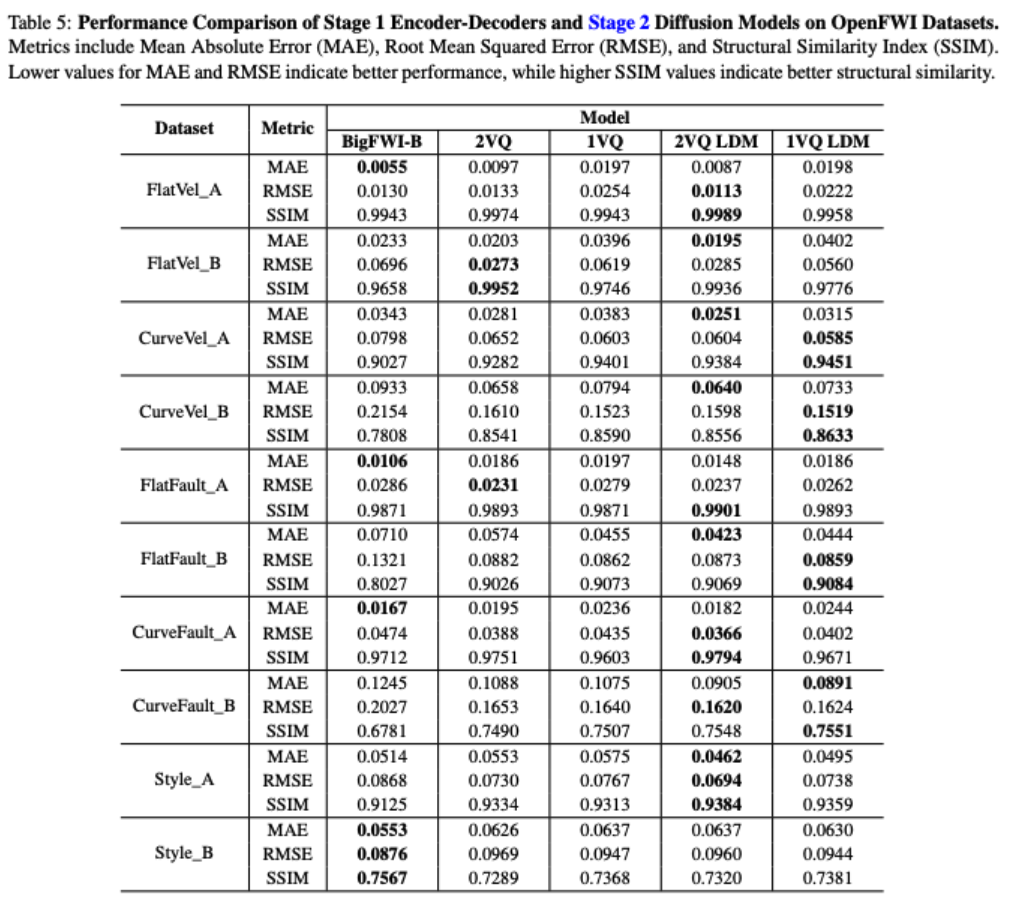 Table 5: Performance Comparison of Stage 1 Encoder-Decoders and Stage 2 Diffusion Models on OpenFWI Datasets.
Metrics include Mean Absolute Error (MAE), Root Mean Squared Error (RMSE), and Structural Similarity Index (SSIM).
Lower values for MAE and RMSE indicate better performance, while higher SSIM values indicate better structural similarity.
Dataset Metric Model
BigFWI-B 2VQ 1VQ 2VQ LDM 1VQ LDM
MAE 0.0055 0.0097 0.0197 0.0087 0.0198
FlatVel_A RMSE 0.0130 0.0133 0.0254 0.0113 0.0222
SSIM 0.9943 0.9974 0.9943 0.9989 0.9958
MAE 0.0233 0.0203 0.0396 0.0195 0.0402
FlatVel_B RMSE 0.0696 0.0273 0.0619 0.0285 0.0560
SSIM 0.9658 0.9952 0.9746 0.9936 0.9776
MAE 0.0343 0.0281 0.0383 0.0251 0.0315
CurveVel_A RMSE 0.0798 0.0652 0.0603 0.0604 0.0585
SSIM 0.9027 0.9282 0.9401 0.9384 0.9451
MAE 0.0933 0.0658 0.0794 0.0640 0.0733
CurveVel_B RMSE 0.2154 0.1610 0.1523 0.1598 0.1519
SSIM 0.7808 0.8541 0.8590 0.8556 0.8633
MAE 0.0106 0.0186 0.0197 0.0148 0.0186
FlatFault_A RMSE 0.0286 0.0231 0.0279 0.0237 0.0262
SSIM 0.9871 0.9893 0.9871 0.9901 0.9893
MAE 0.0710 0.0574 0.0455 0.0423 0.0444
FlatFault_B RMSE 0.1321 0.0882 0.0862 0.0873 0.0859
SSIM 0.8027 0.9026 0.9073 0.9069 0.9084
MAE 0.0167 0.0195 0.0236 0.0182 0.0244
CurveFault_A RMSE 0.0474 0.0388 0.0435 0.0366 0.0402
SSIM 0.9712 0.9751 0.9603 0.9794 0.9671
MAE 0.1245 0.1088 0.1075 0.0905 0.0891
CurveFault_B RMSE 0.2027 0.1653 0.1640 0.1620 0.1624
SSIM 0.6781 0.7490 0.7507 0.7548 0.7551
MAE 0.0514 0.0553 0.0575 0.0462 0.0495
Style_A RMSE 0.0868 0.0730 0.0767 0.0694 0.0738
SSIM 0.9125 0.9334 0.9313 0.9384 0.9359
MAE 0.0553 0.0626 0.0637 0.0637 0.0630
Style_B RMSE 0.0876 0.0969 0.0947 0.0960 0.0944
SSIM 0.7567 0.7289 0.7368 0.7320 0.7381